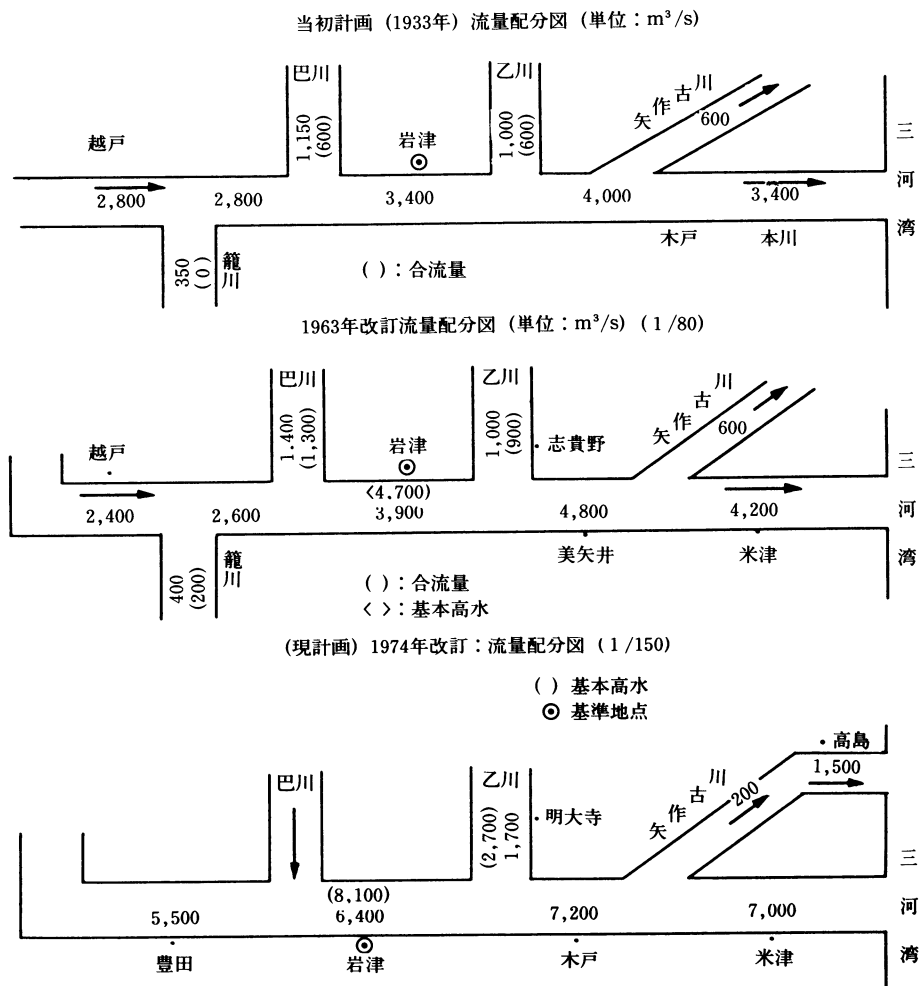 当初計画 (1933年) 流量配分図 (単位：m³/s)
巴川
1,150
(600)
乙川
1,000
(600)
矢作古川
600
越戸
岩津
三河湾
2,800
2,800
3,400
4,000
3,400
木戸
本川
350
(0)
籠川
( )：合流量
1963年改訂流量配分図 (単位：m³/s) (1/80)
巴川
1.400
(1,300)
乙川
1,000
(900)
矢作古川
600
越戸
岩津
志貴野
三河湾
<4,700)
2,400
2,600
3,900
4,800
4,200
美矢井
米津
400
(200)
籠川
( )：合流量
< >：基本高水
(現計画) 1974年改訂：流量配分図 (1/150)
( ) 基本高水
◎ 基準地点
高島
1,500
巴川
乙川
(2,700)
1,700
明大寺
矢作古川
200
三河湾
(8,100)
5,500
6,400
7,200
7,000
豊田
岩津
木戸
米津